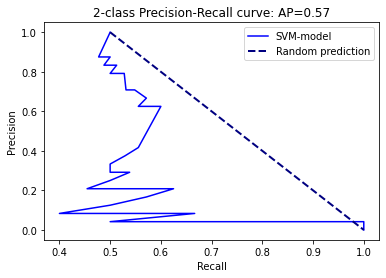 2-class Precision-Recall curve: AP=0.57
SVM-model
Random prediction
Precision
1.0
0.8
0.6
0.4
0.2
0.0
0.4 0.5 0.6 0.7 0.8 0.9 1.0
Recall